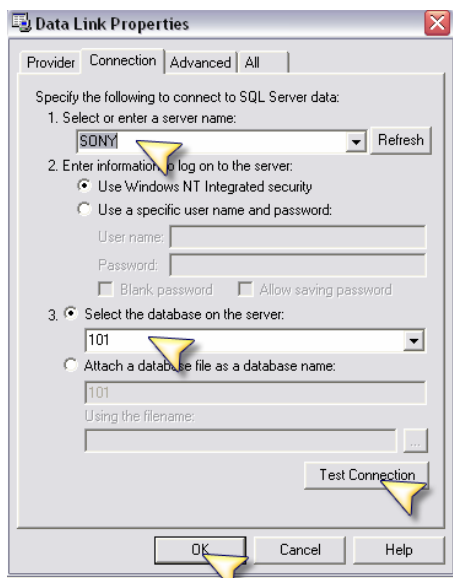 Data Link Properties
Provider Connection Advanced All
Specify the following to connect to SQL Server data:
1. Select or enter a server name:
SONY Refresh
2. Enter information to log on to the server:
Use Windows NT Integrated security
Use a specific user name and password:
User name:
Password:
Blank password Allow saving password
3. Select the database on the server:
101
Attach a database file as a database name:
101
Using the filename:
...
Test Connection
OK Cancel Help